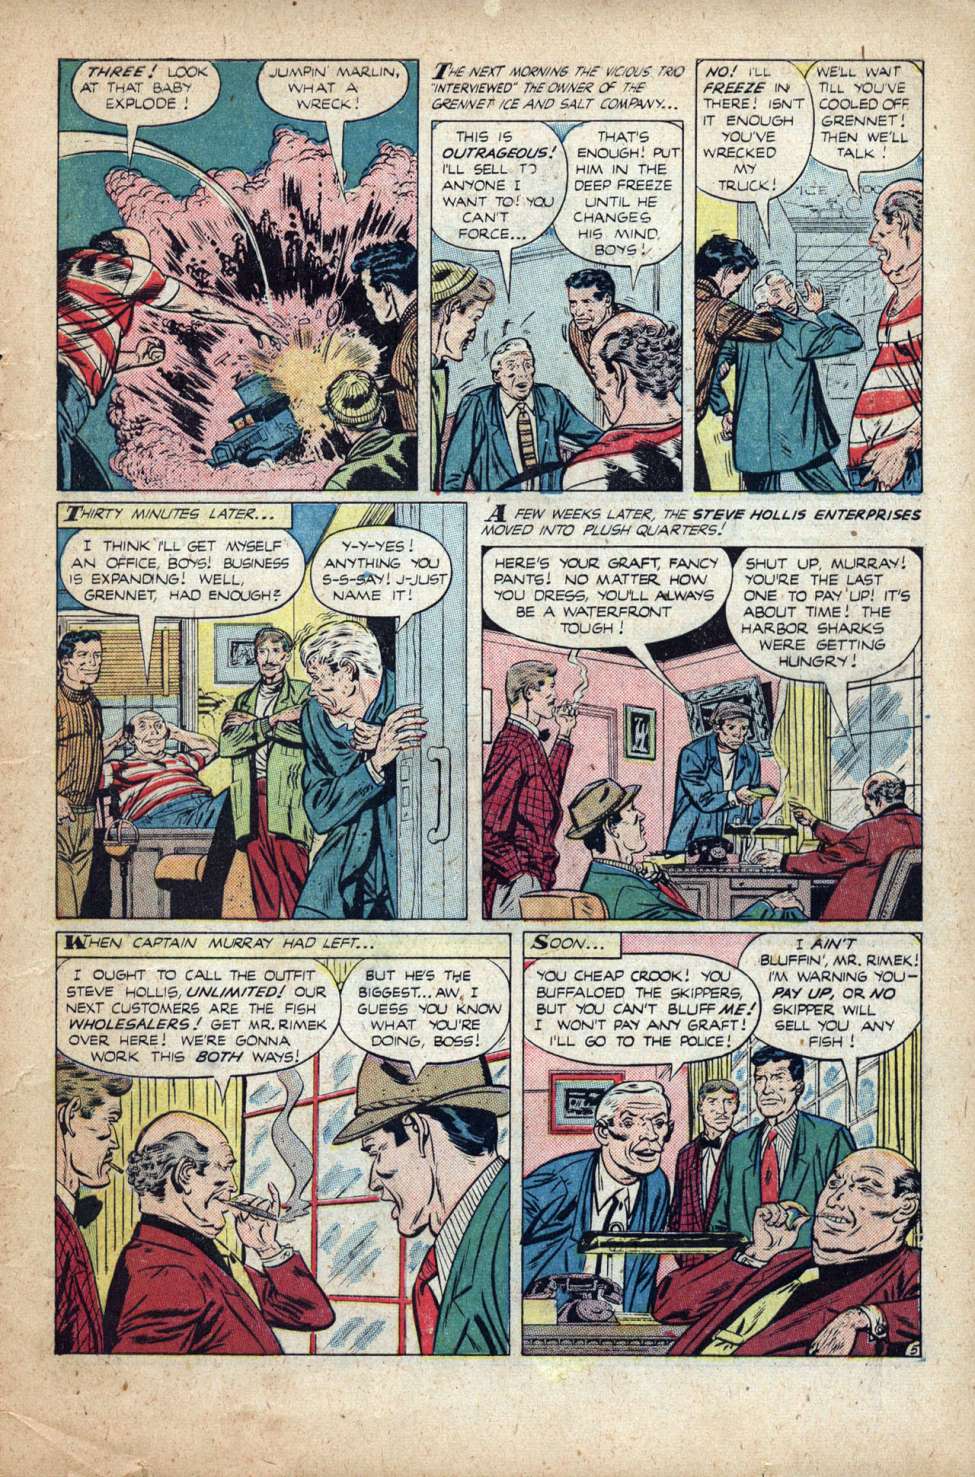 THREE! LOOK
AT THAT BABY
EXPLODE!
JUMPIN' MARLIN,
WHAT A
WRECK!
THE NEXT MORNING THE VICIOUS TRIO
"INTERVIEWED" THE OWNER OF THE
GRENNET ICE AND SALT COMPANY...
THIS IS
OUTRAGEOUS!
I'LL SELL TO
ANYONE I
WANT TO! YOU
CAN'T
FORCE...
THAT'S
ENOUGH! PUT
HIM IN THE
DEEP FREEZE
UNTIL HE
CHANGES
HIS MIND,
BOYS!
NO! I'LL
FREEZE IN
THERE! ISN'T
IT ENOUGH
YOU'VE
WRECKED
MY
TRUCK!
WE'LL WAIT
TILL YOU'VE
COOLED OFF,
GRENNET!
THEN WE'LL
TALK!
ICE
THIRTY MINUTES LATER...
I THINK I'LL GET MYSELF
AN OFFICE, BOYS! BUSINESS
IS EXPANDING! WELL,
GRENNET, HAD ENOUGH?
Y-Y-YES!
ANYTHING YOU
S-S-SAY! J-JUST
NAME IT!
A FEW WEEKS LATER, THE STEVE HOLLIS ENTERPRISES
MOVED INTO PLUSH QUARTERS!
HERE'S YOUR GRAFT, FANCY
PANTS! NO MATTER HOW
YOU DRESS, YOU'LL ALWAYS
BE A WATERFRONT
TOUGH!
SHUT UP, MURRAY!
YOU'RE THE LAST
ONE TO PAY UP! IT'S
ABOUT TIME! THE
HARBOR SHARKS
WERE GETTING
HUNGRY!
WHEN CAPTAIN MURRAY HAD LEFT...
I OUGHT TO CALL THE OUTFIT
STEVE HOLLIS, UNLIMITED! OUR
NEXT CUSTOMERS ARE THE FISH
WHOLESALERS! GET MR. RIMEK
OVER HERE! WE'RE GONNA
WORK THIS BOTH WAYS!
BUT HE'S THE
BIGGEST... AW, I
GUESS YOU KNOW
WHAT YOU'RE
DOING, BOSS!
SOON...
YOU CHEAP CROOK! YOU
BUFFALOED THE SKIPPERS,
BUT YOU CAN'T BLUFF ME!
I WON'T PAY ANY GRAFT!
I'LL GO TO THE POLICE!
I AIN'T
BLUFFIN', MR. RIMEK!
I'M WARNING YOU—
PAY UP, OR NO
SKIPPER WILL
SELL YOU ANY
FISH!
5